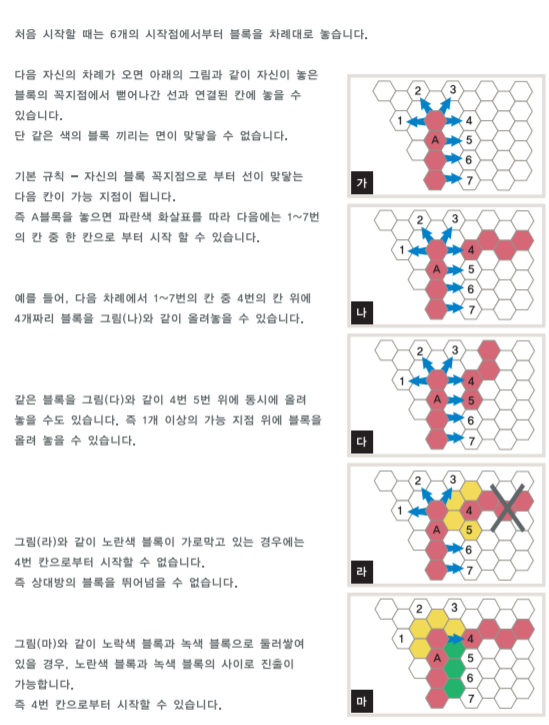 처음 시작할 때는 6개의 시작점에서부터 블록을 차례대로 놓습니다.
다음 자신의 차례가 오면 아래의 그림과 같이 자신이 놓은
블록의 꼭지점에서 뻗어나간 선과 연결된 칸에 놓을 수
있습니다.
단 같은 색의 블록 끼리는 면이 맞닿을 수 없습니다.
기본 규칙 - 자신의 블록 꼭지점으로 부터 선이 맞닿는
다음 칸이 가능 지점이 됩니다.
즉 A블록을 놓으면 파란색 화살표를 따라 다음에는 1~7번
의 칸 중 한 칸으로 부터 시작 할 수 있습니다.
예를 들어, 다음 차례에서 1~7번의 칸 중 4번의 칸 위에
4개짜리 블록을 그림(나)와 같이 올려놓을 수 있습니다.
같은 블록을 그림(다)와 같이 4번 5번 위에 동시에 올려
놓을 수도 있습니다. 즉 1개 이상의 가능 지점 위에 블록을
올려 놓을 수 있습니다.
그림(라)와 같이 노란색 블록이 가로막고 있는 경우에는
4번 칸으로부터 시작할 수 없습니다.
즉 상대방의 블록을 뛰어넘을 수 없습니다.
그림(마)와 같이 노락색 블록과 녹색 블록으로 둘러쌓여
있을 경우, 노란색 블록과 녹색 블록의 사이로 진출이
가능합니다.
즉 4번 칸으로부터 시작할 수 있습니다.
2 3
1 4
A 5
6
7
가
2 3
1 4
A 5
6
7
나
2 3
1 4
A 5
6
7
다
2 3
1 4
A 5
6
7
라
2 3
1 4
A 5
6
7
마